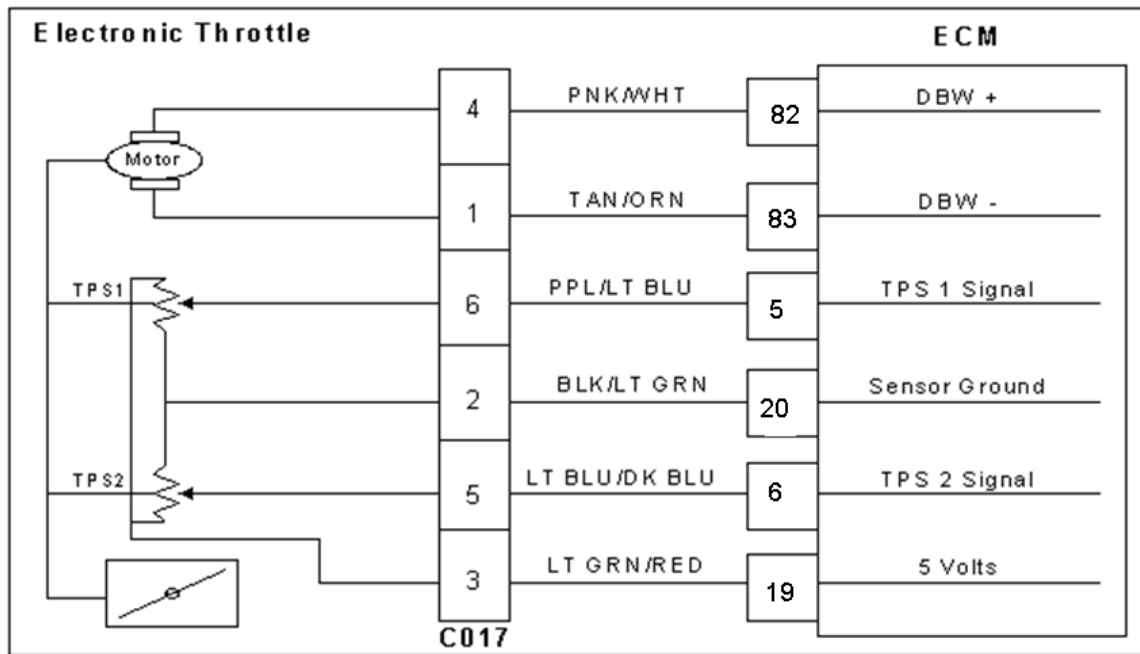 Electronic Throttle
ECM
4 PNK/WHT 82 DBW +
Motor
1 TAN/ORN 83 DBW -
TPS1 6 PPL/LT BLU 5 TPS 1 Signal
2 BLK/LT GRN 20 Sensor Ground
TPS2 5 LT BLU/DK BLU 6 TPS 2 Signal
3 LT GRN/RED 19 5 Volts
C017